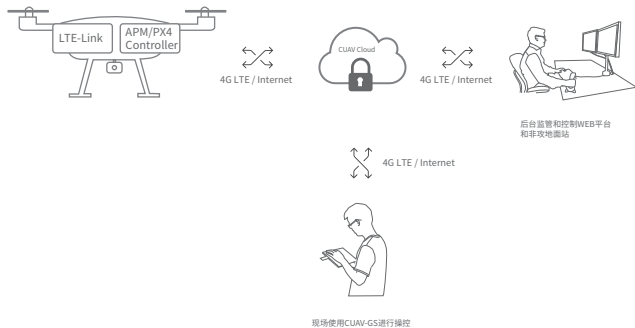 LTE-Link
APM/PX4
Controller
4G LTE / Internet
CUAV Cloud
4G LTE / Internet
后台监管和控制WEB平台
和非攻地面站
4G LTE / Internet
现场使用CUAV-GS进行操控